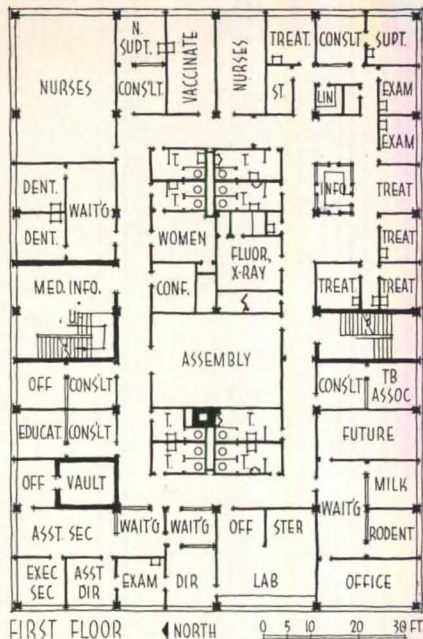 N. SUPT.
CONS'LT.
VACCINATE
NURSES
TREAT.
CONS'LT
SUPT.
NURSES
ST.
LIN
EXAM
EXAM
DENT.
WAIT'G
DENT.
T.
T.
T.
T.
INFO
TREAT
WOMEN
FLUOR,
X-RAY
TREAT
MED. INFO.
CONF.
TREAT.
TREAT
U
ASSEMBLY
OFF
CONS'LT
CONS'LT
TB
ASSOC
EDUCAT.
CONS'LT
T.
T.
T.
T.
FUTURE
OFF
VAULT
MILK
WAIT'G
ASST. SEC
WAIT'G
WAIT'G
OFF
STER
RODENT
EXEC
SEC
ASST
DIR
EXAM
DIR
LAB
OFFICE
FIRST FLOOR
NORTH
0 5 10 20 30 FT